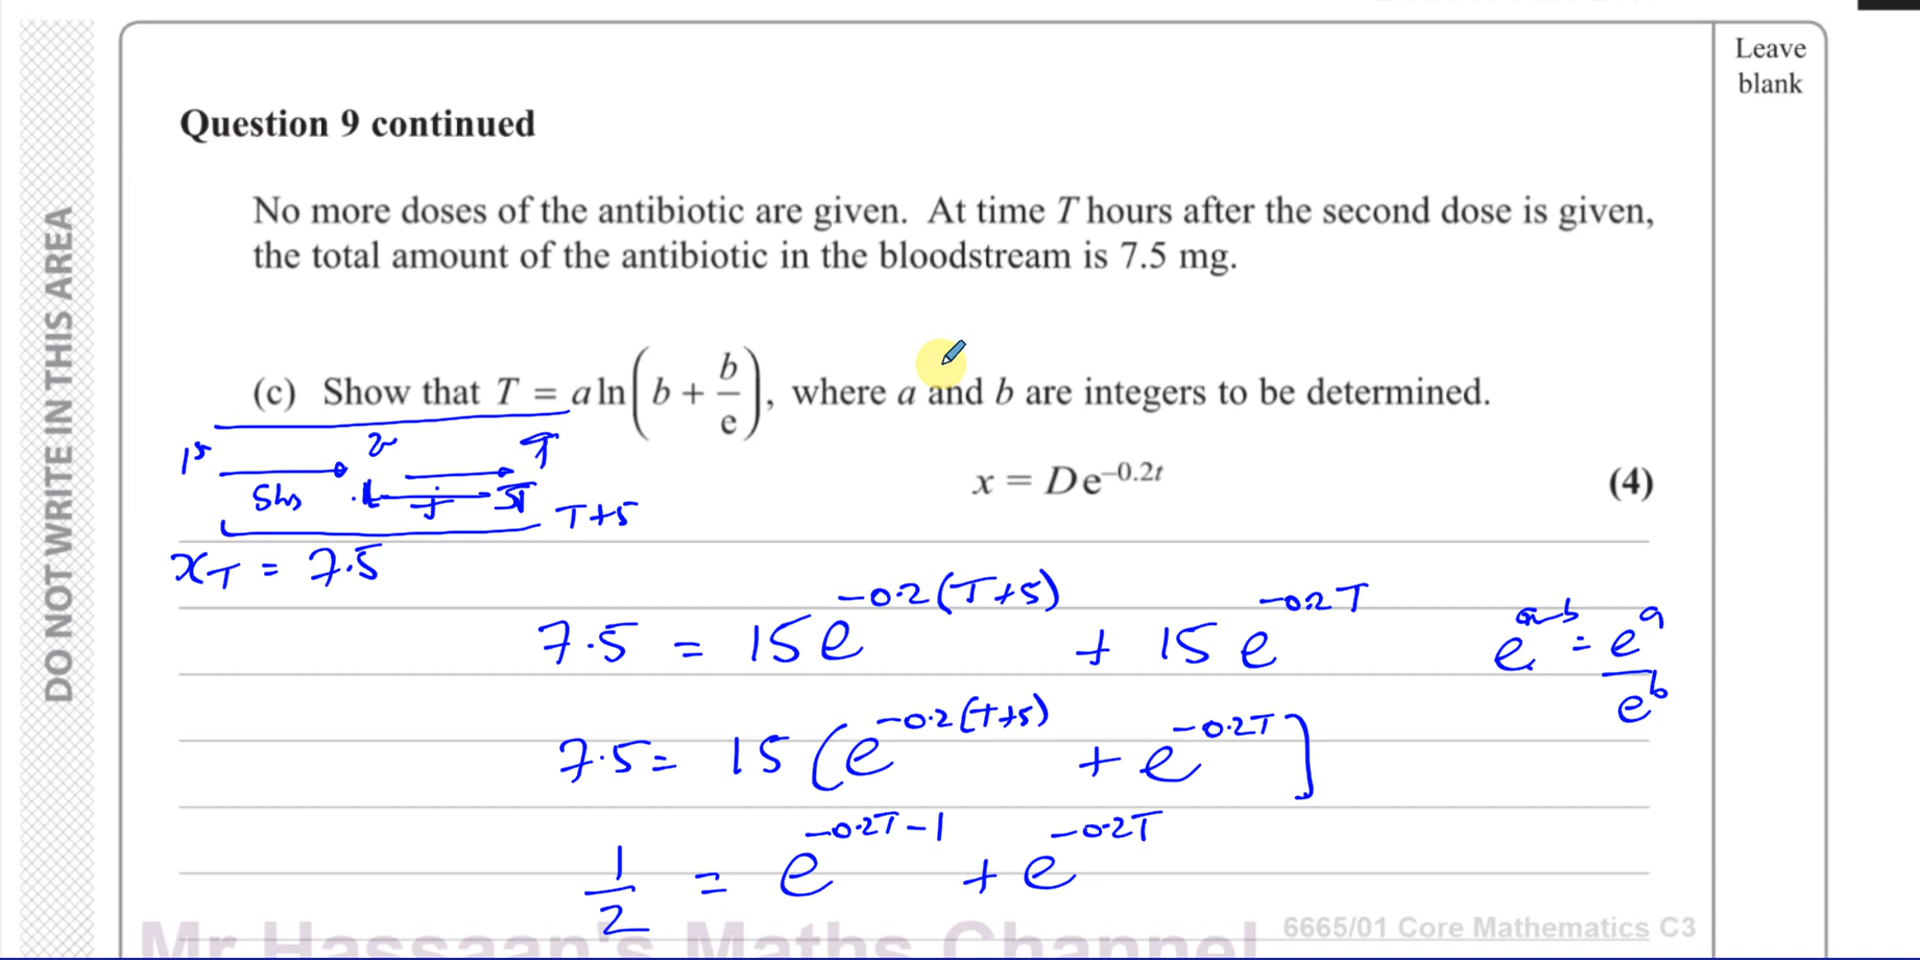 Leave
blank
DO NOT WRITE IN THIS AREA
Question 9 continued
No more doses of the antibiotic are given. At time T hours after the second dose is given,
the total amount of the antibiotic in the bloodstream is 7.5 mg.
(c) Show that T = a ln(b + b/e), where a and b are integers to be determined.
x = De^(-0.2t)
(4)
5hs
T+5
x_T = 7.5
7.5 = 15e^(-0.2(T+5)) + 15e^(-0.2T)
e^(a-b) = e^a/e^b
7.5 = 15(e^(-0.2(T+5)) + e^(-0.2T)]
1/2 = e^(-0.2T-1) + e^(-0.2T)
Mr Hassaan's Maths Channel
6665/01 Core Mathematics C3